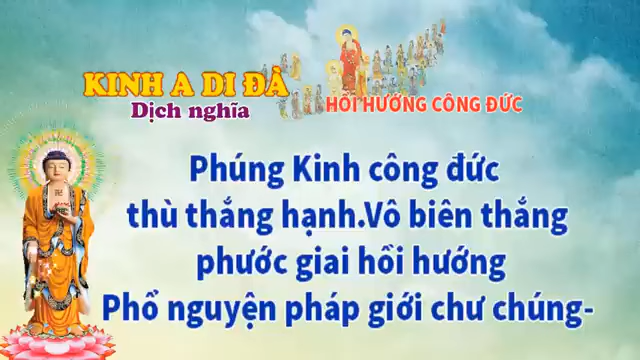 KINH A DI ĐÀ
Dịch nghĩa
HỒI HƯỚNG CÔNG ĐỨC
Phúng Kinh công đức
thù thắng hạnh.Vô biên thắng
phước giai hồi hướng
Phổ nguyện pháp giới chư chúng-